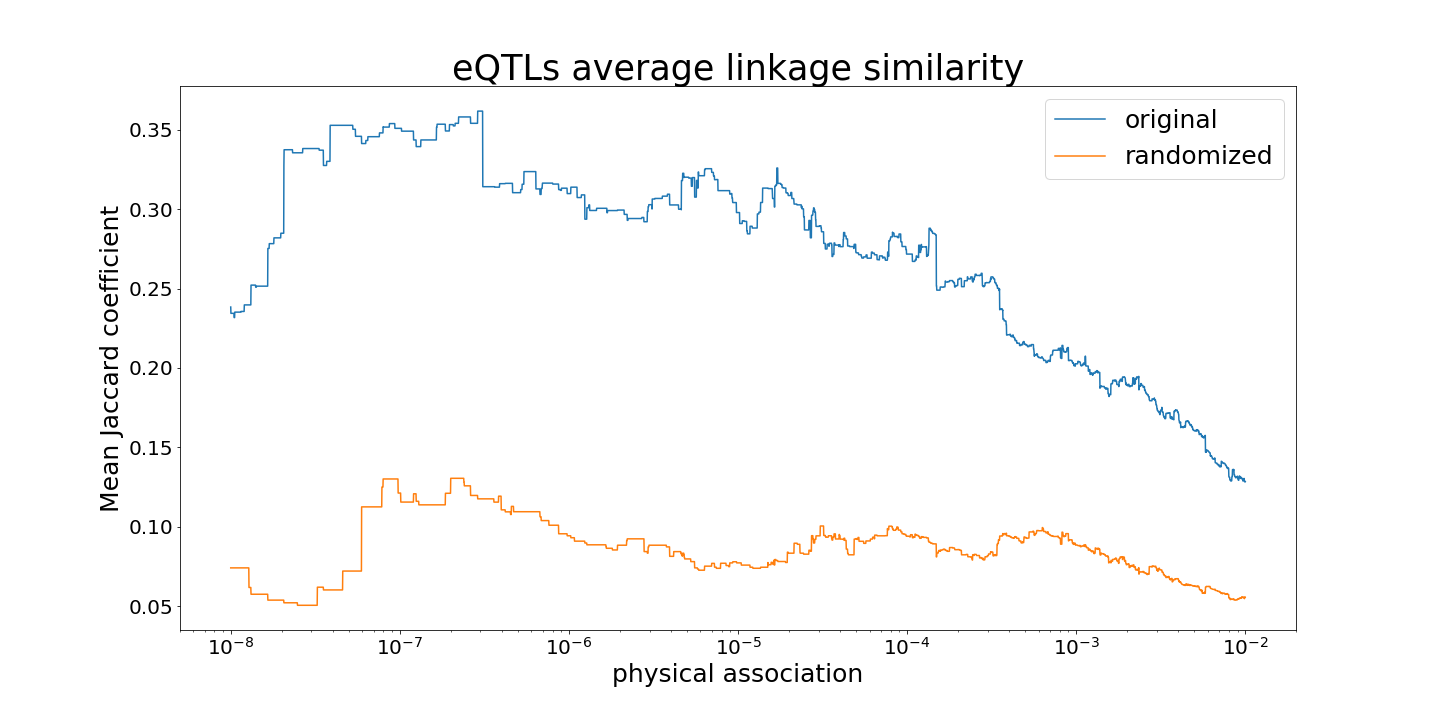 eQTLs average linkage similarity
original
randomized
Mean Jaccard coefficient
0.35
0.30
0.25
0.20
0.15
0.10
0.05
10⁻⁸ 10⁻⁷ 10⁻⁶ 10⁻⁵ 10⁻⁴ 10⁻³ 10⁻²
physical association